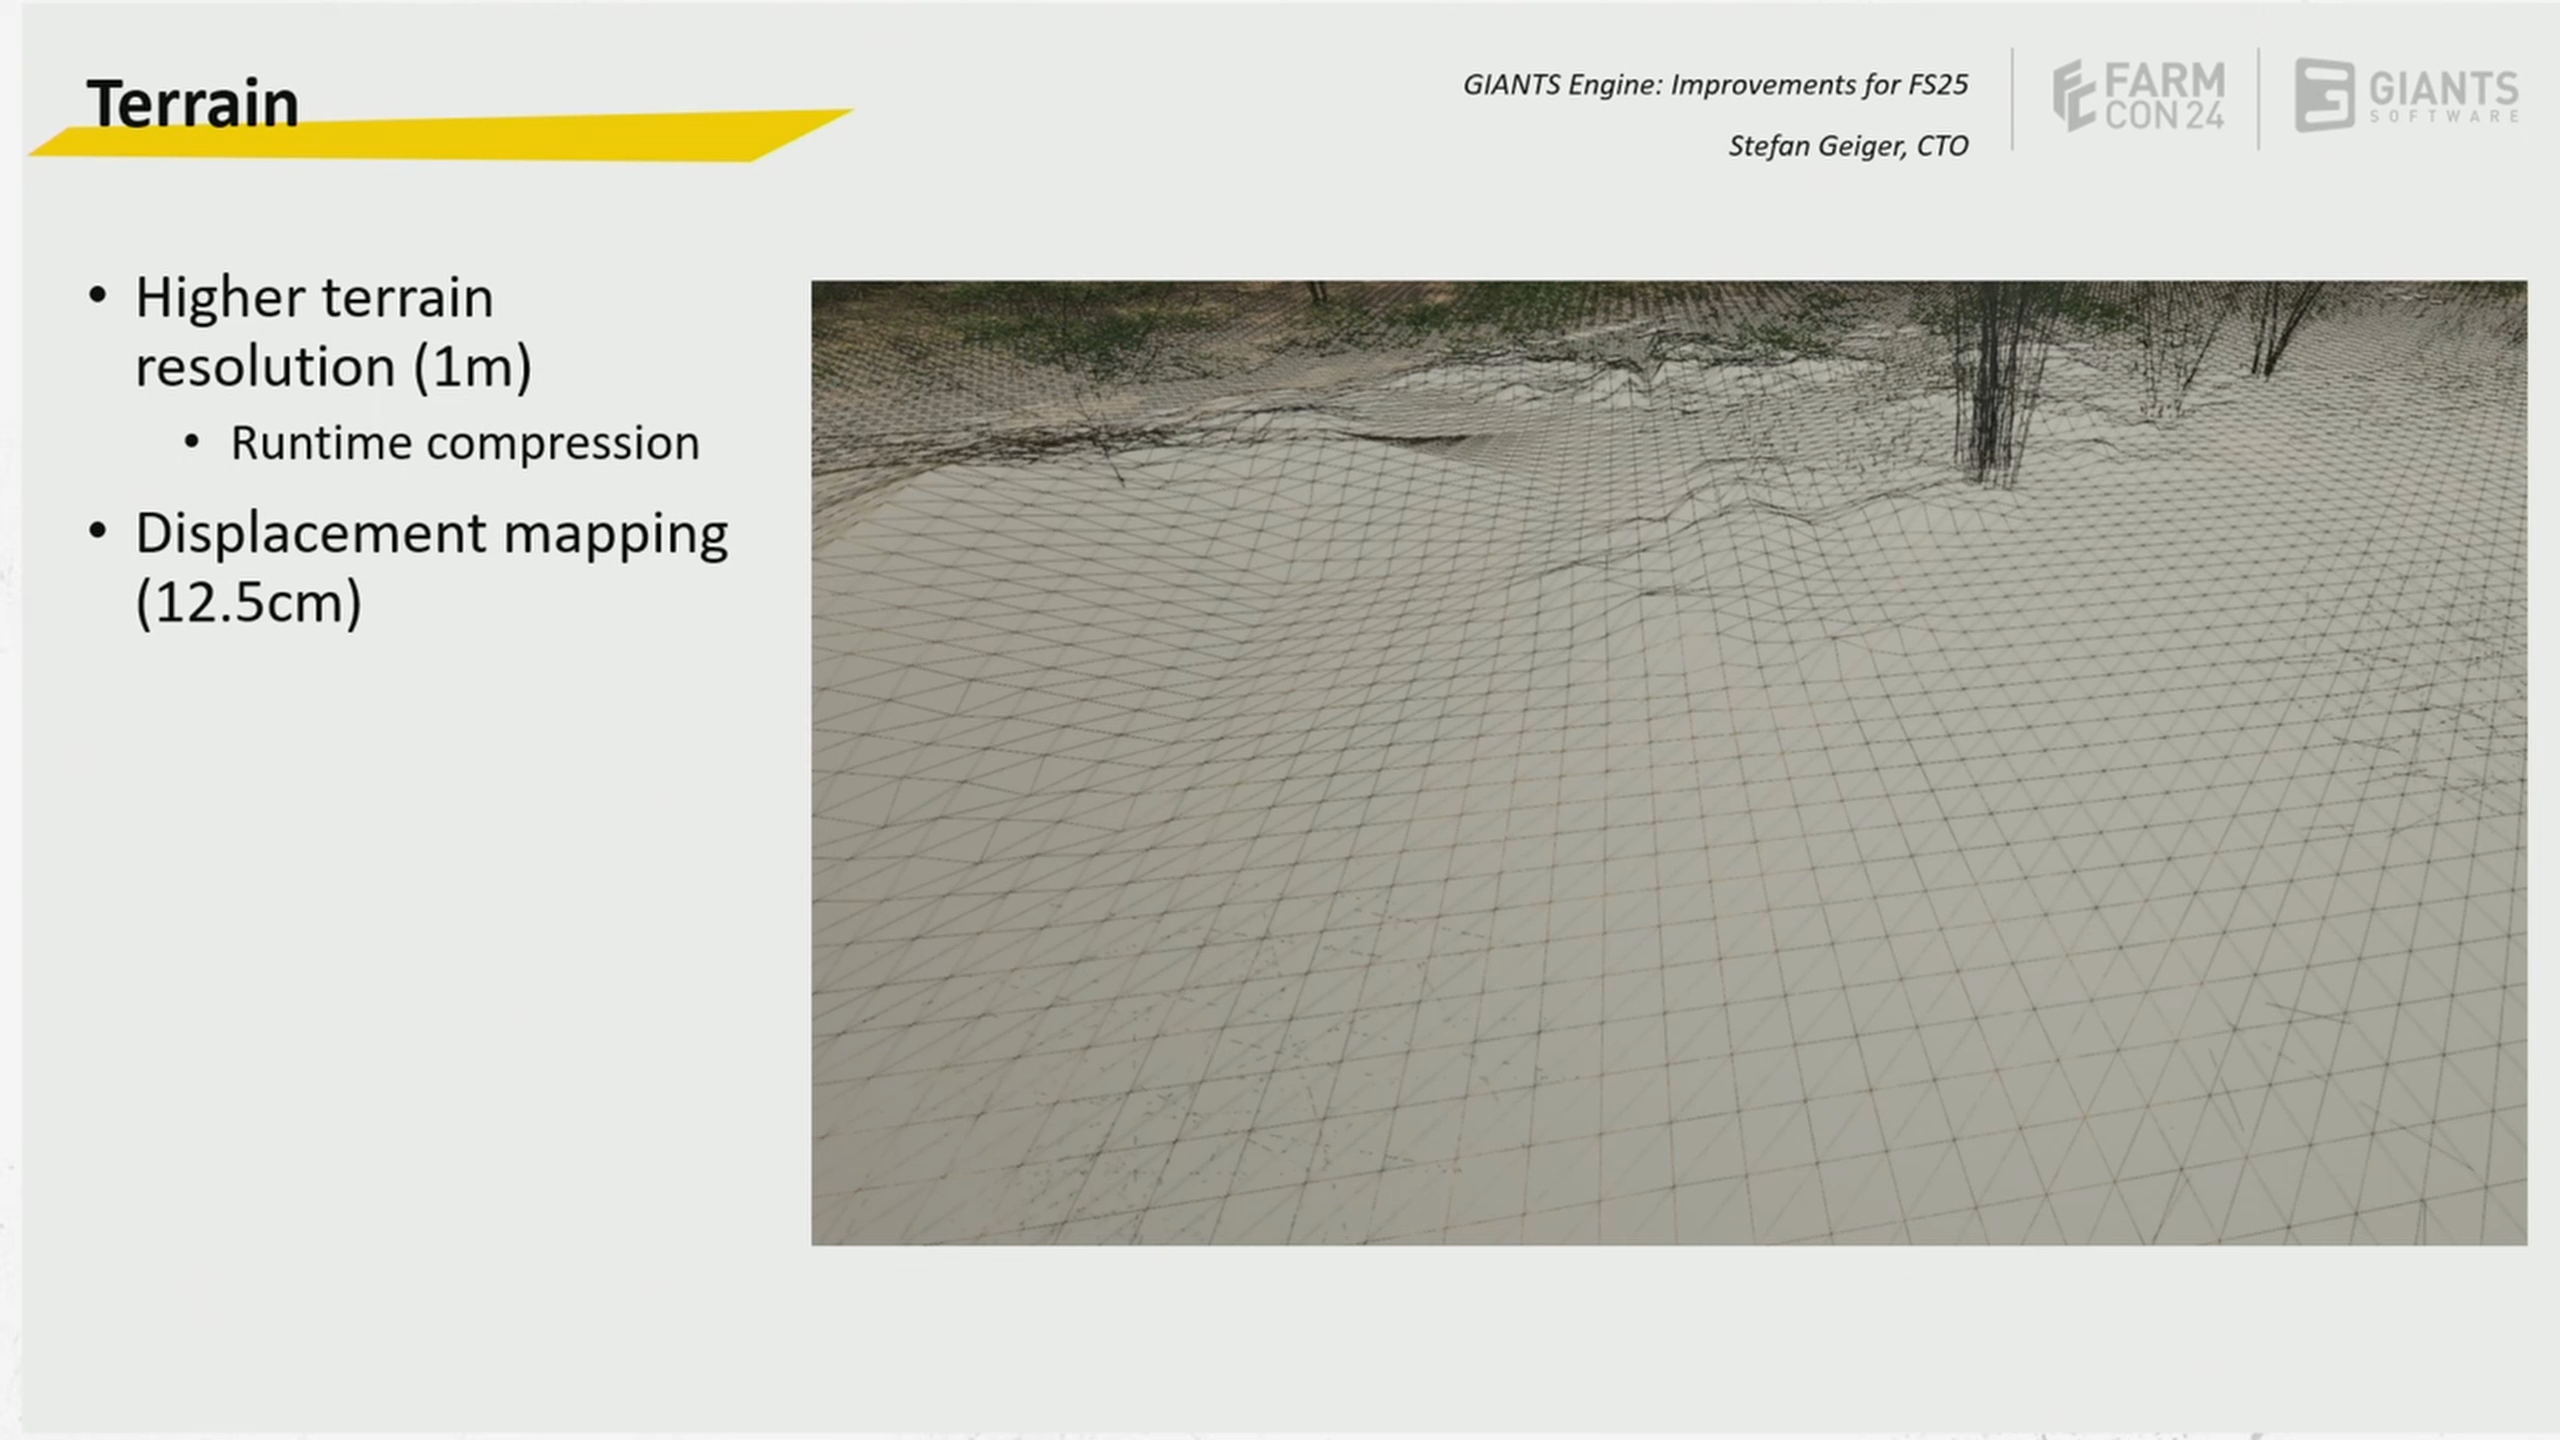 Terrain
GIANTS Engine: Improvements for FS25
Stefan Geiger, CTO
FARM
CON 24
GIANTS
SOFTWARE
• Higher terrain
resolution (1m)
• Runtime compression
• Displacement mapping
(12.5cm)